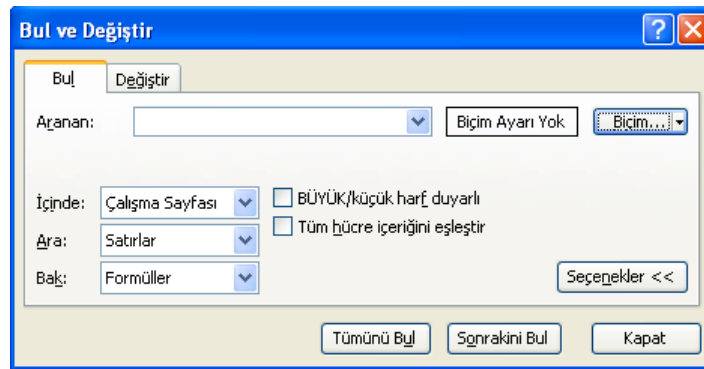 Bul ve Değiştir
Bul Değiştir
Aranan: Biçim Ayarı Yok Biçim...
İçinde: Çalışma Sayfası BÜYÜK/küçük harf duyarlı
Ara: Satırlar Tüm hücre içeriğini eşleştir
Bak: Formüller Seçenekler <<
Tümünü Bul Sonrakini Bul Kapat